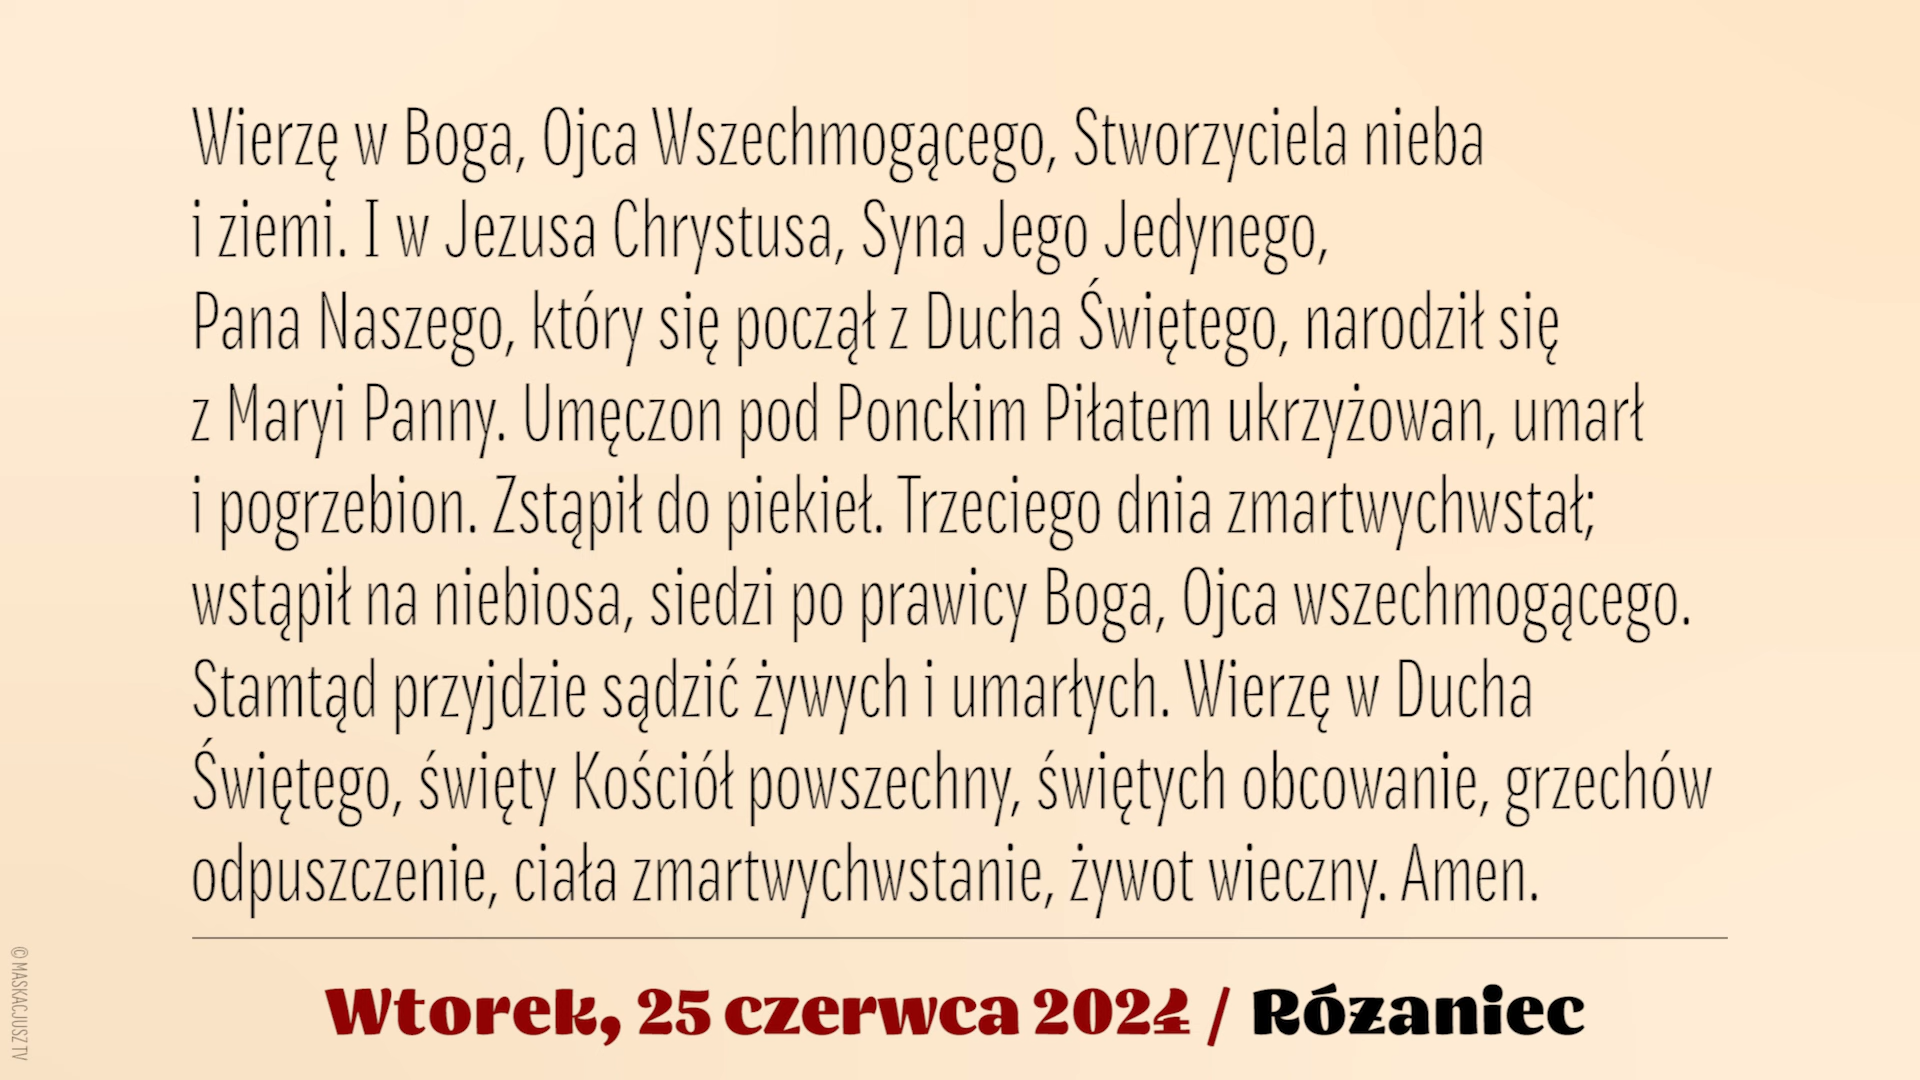 Wierzę w Boga, Ojca Wszechmogącego, Stworzyciela nieba
i ziemi. I w Jezusa Chrystusa, Syna Jego Jedynego,
Pana Naszego, który się począł z Ducha Świętego, narodził się
z Maryi Panny. Umęczon pod Ponckim Piłatem ukrzyżowan, umarł
i pogrzebion. Zstąpił do piekieł. Trzeciego dnia zmartwychwstał;
wstąpił na niebiosa, siedzi po prawicy Boga, Ojca wszechmogącego.
Stamtąd przyjdzie sądzić żywych i umarłych. Wierzę w Ducha
Świętego, święty Kościół powszechny, świętych obcowanie, grzechów
odpuszczenie, ciała zmartwychwstanie, żywot wieczny. Amen.
Wtorek, 25 czerwca 2024 / Różaniec
© MASKACJUSZ TV